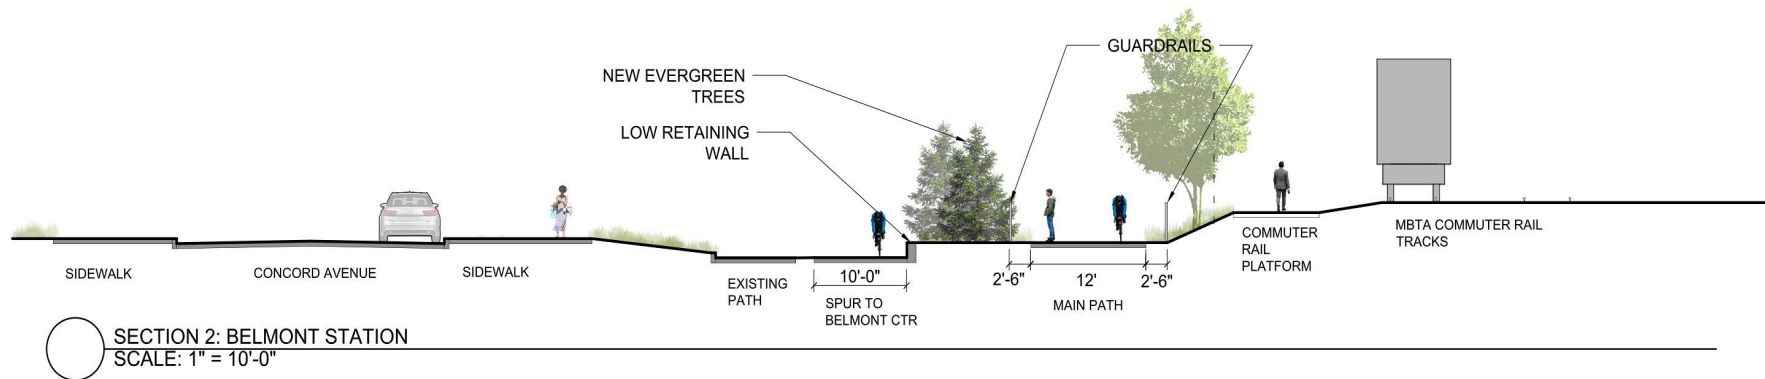 GUARDRAILS
NEW EVERGREEN
TREES
LOW RETAINING
WALL
SIDEWALK
CONCORD AVENUE
SIDEWALK
EXISTING
PATH
10'-0"
SPUR TO
BELMONT CTR
2'-6"
12'
2'-6"
MAIN PATH
COMMUTER
RAIL
PLATFORM
MBTA COMMUTER RAIL
TRACKS
SECTION 2: BELMONT STATION
SCALE: 1" = 10'-0"